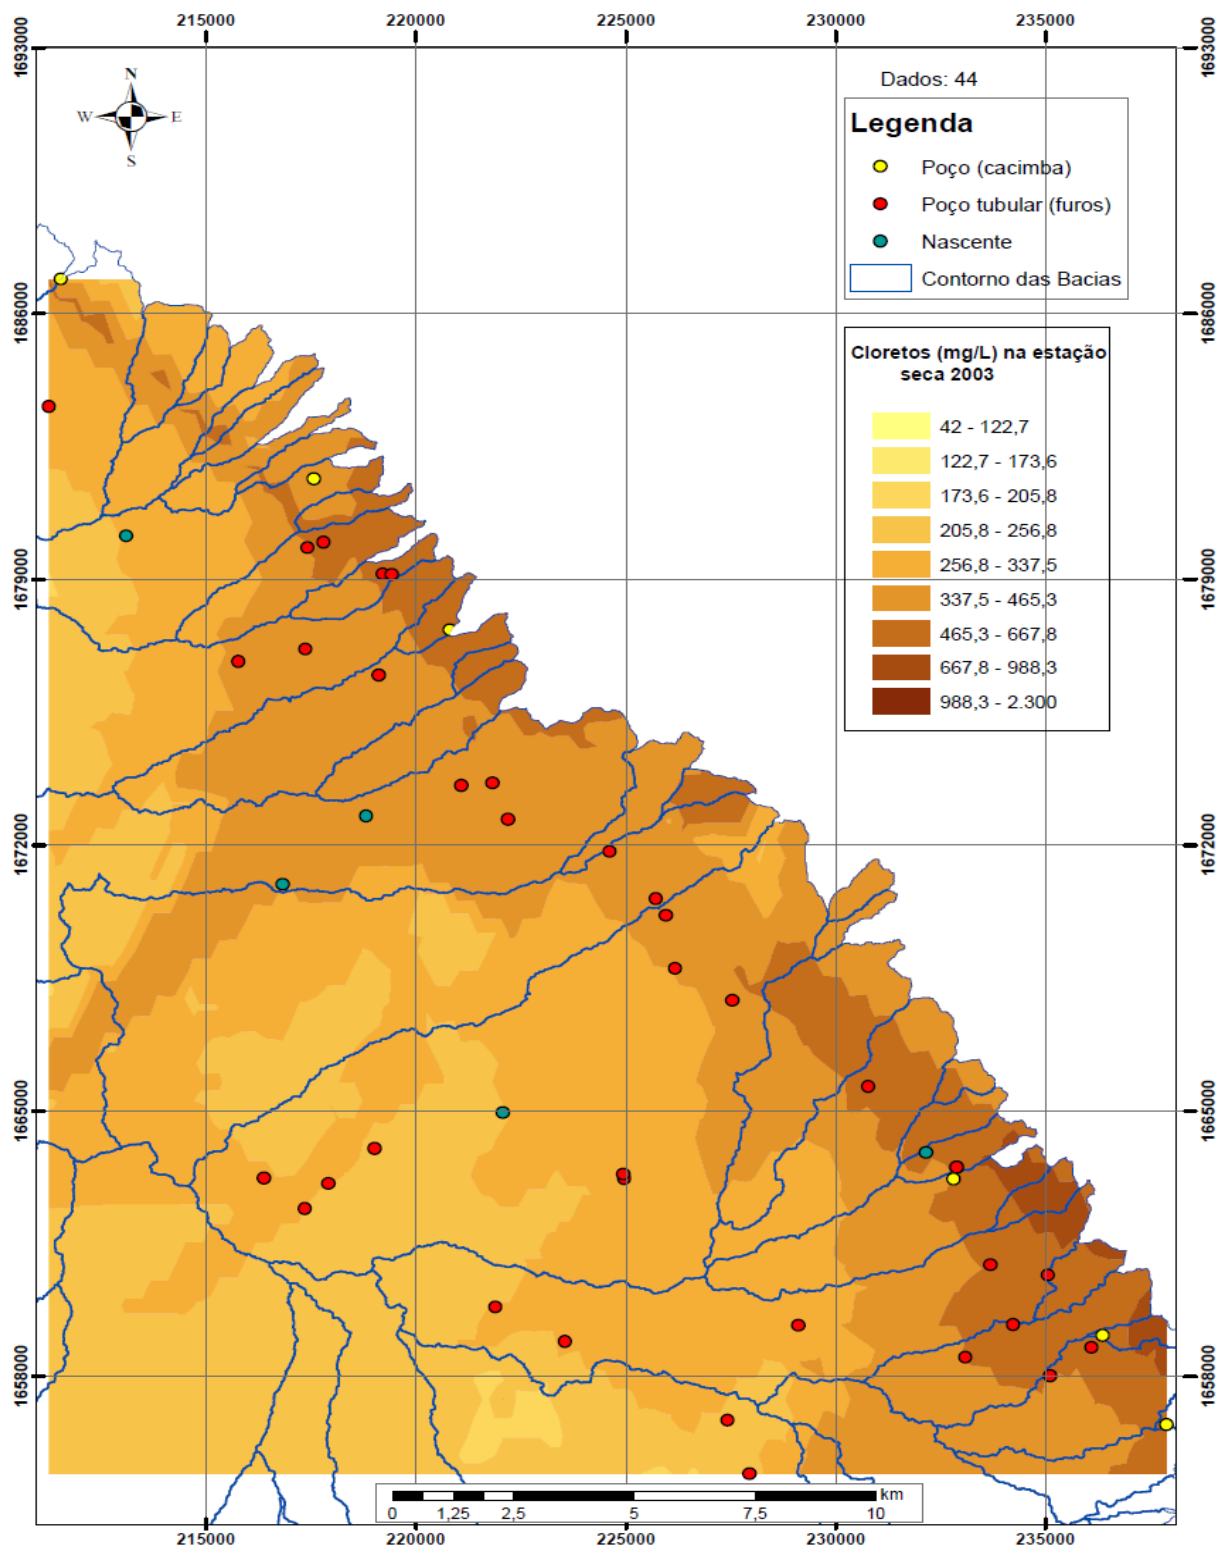 215000 220000 225000 230000 235000
1693000 1693000
N
W E
S
Dados: 44
Legenda
Poço (cacimba)
Poço tubular (furos)
Nascente
Contorno das Bacias
1686000 1686000
Cloretos (mg/L) na estação
seca 2003
42 - 122,7
122,7 - 173,6
173,6 - 205,8
205,8 - 256,8
256,8 - 337,5
337,5 - 465,3
465,3 - 667,8
667,8 - 988,3
988,3 - 2.300
1679000 1679000
1672000 1672000
1665000 1665000
1658000 1658000
km
0 1,25 2,5 5 7,5 10
215000 220000 225000 230000 235000